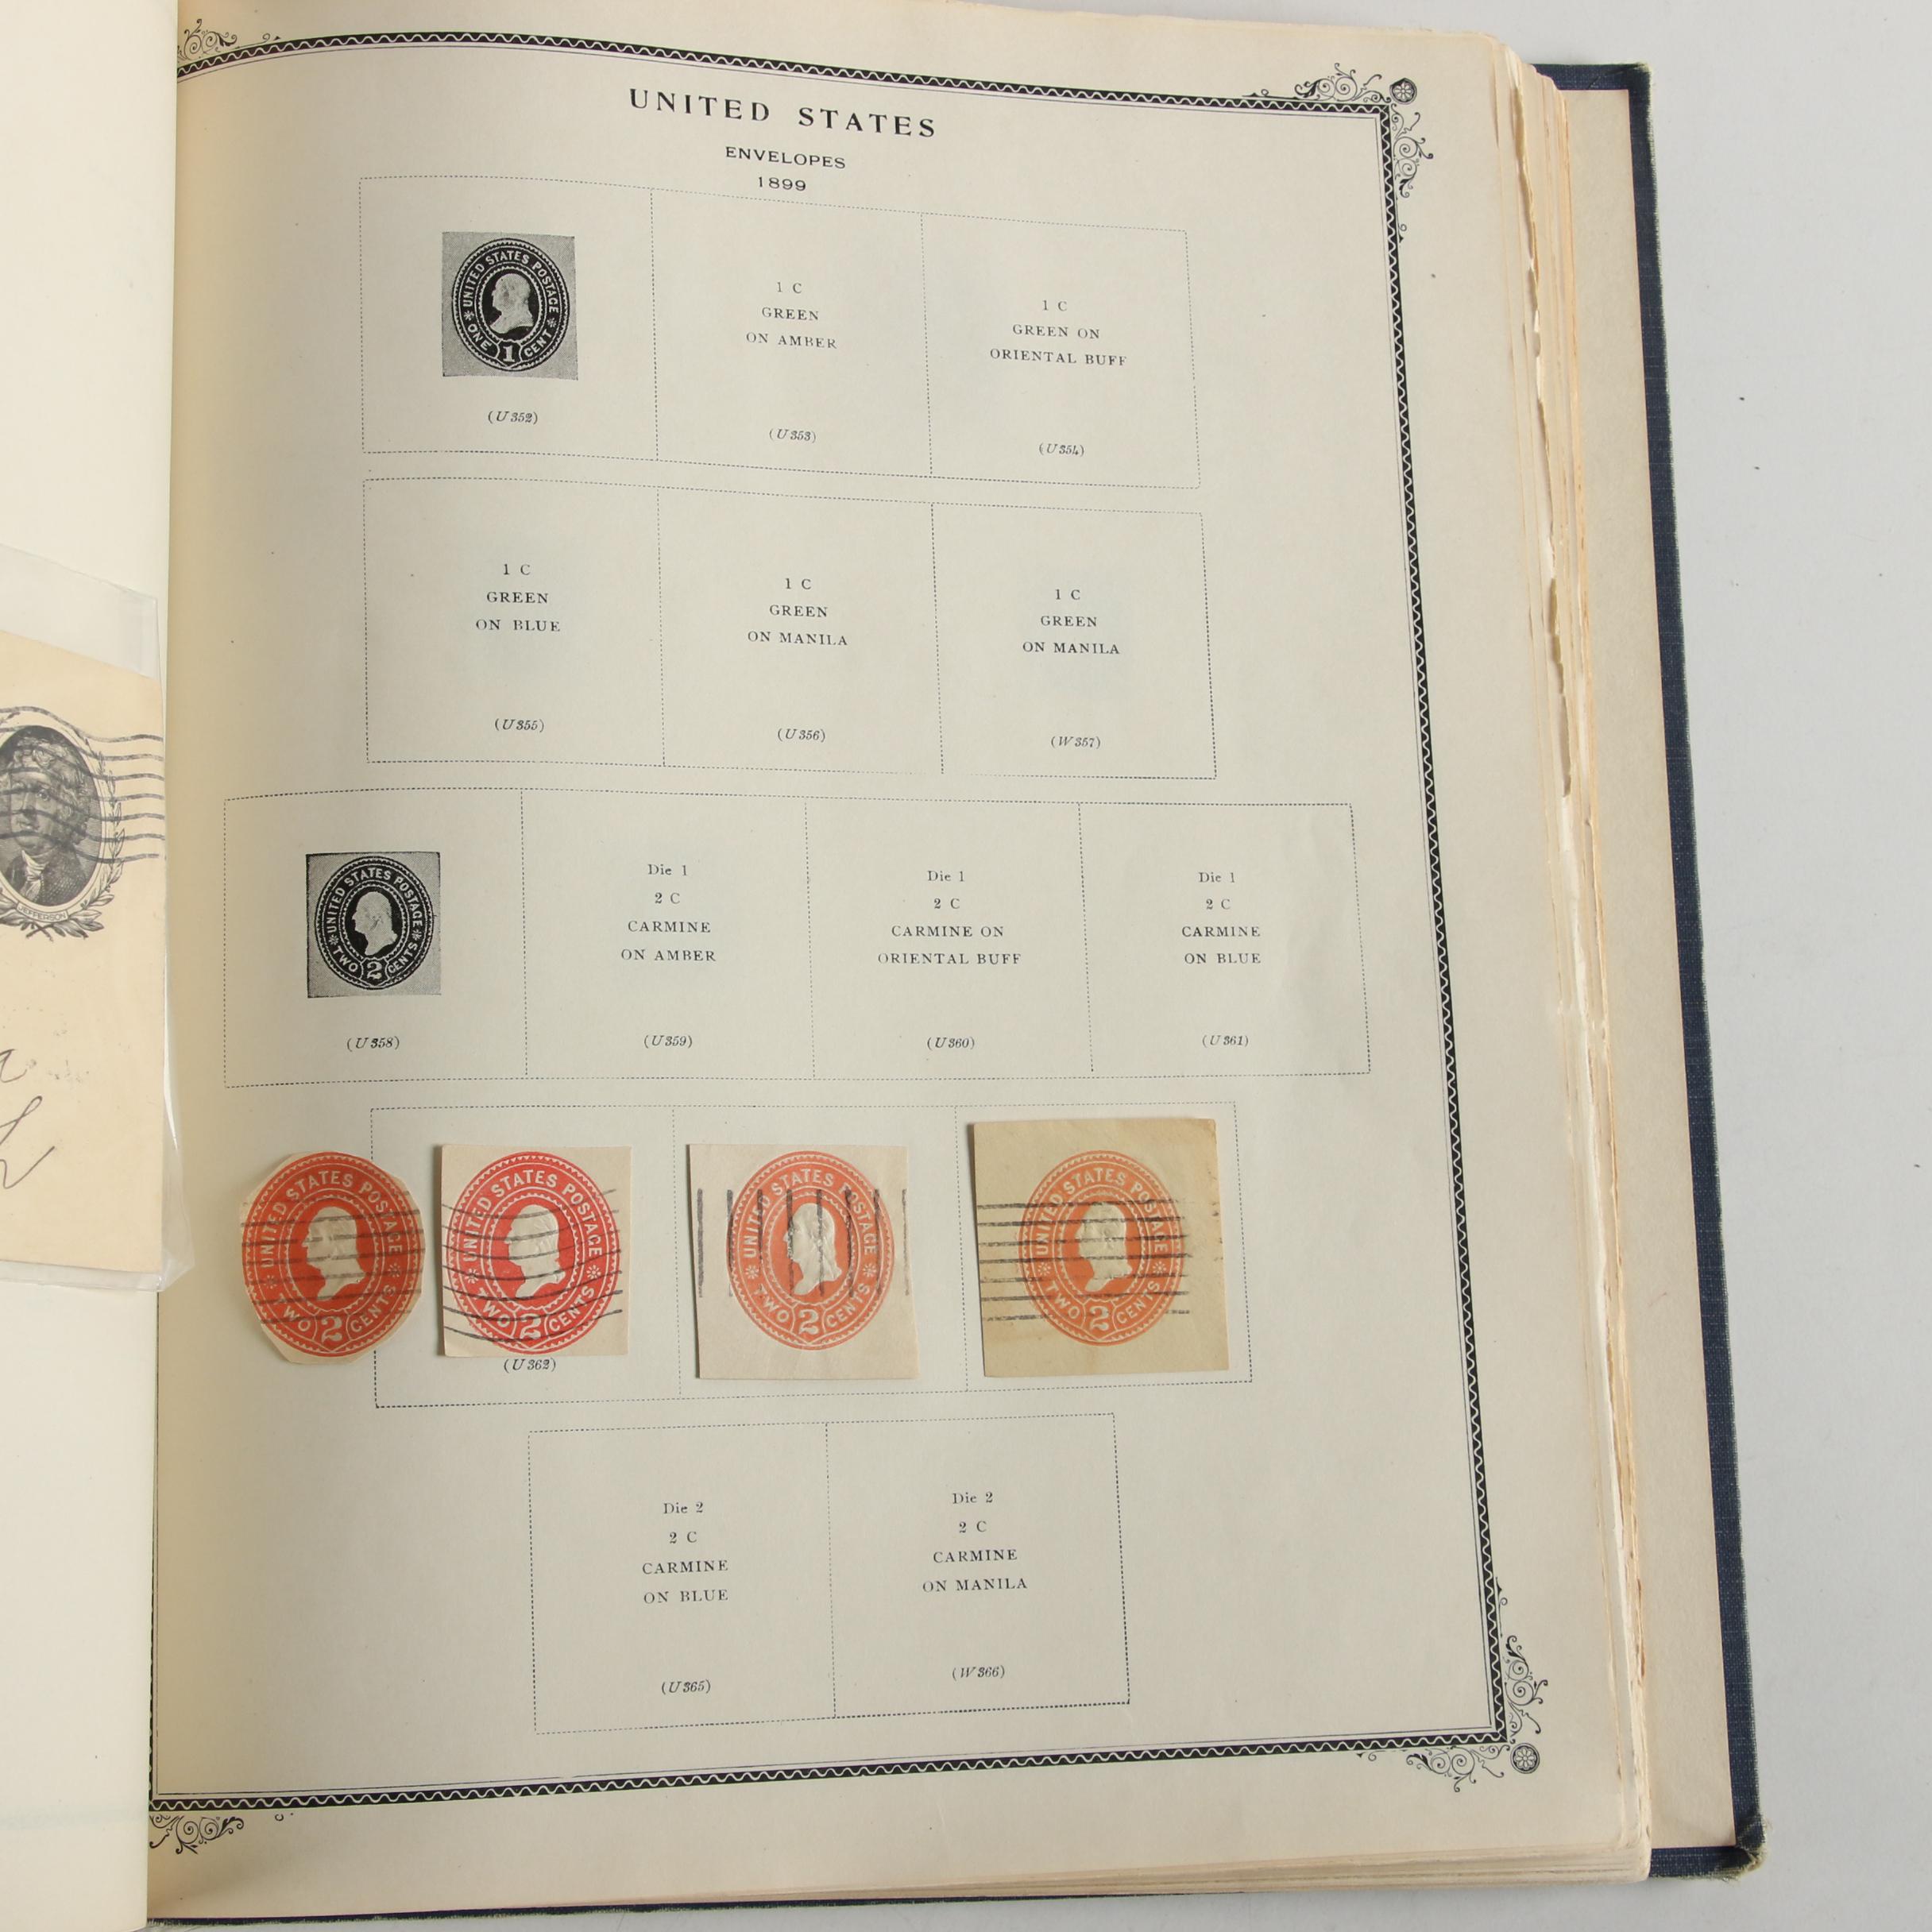 UNITED STATES
ENVELOPES
1899
UNITED STATES POSTAGE
ONE 1 CENT
(U352)
1 C
GREEN
ON AMBER
(U353)
1 C
GREEN ON
ORIENTAL BUFF
(U354)
1 C
GREEN
ON BLUE
(U355)
1 C
GREEN
ON MANILA
(U356)
1 C
GREEN
ON MANILA
(W357)
UNITED STATES POSTAGE
TWO 2 CENTS
(U358)
Die 1
2 C
CARMINE
ON AMBER
(U359)
Die 1
2 C
CARMINE ON
ORIENTAL BUFF
(U360)
Die 1
2 C
CARMINE
ON BLUE
(U361)
JEFFERSON
UNITED STATES POSTAGE
TWO 2 CENTS
UNITED STATES POSTAGE
TWO 2 CENTS
(U362)
UNITED STATES POSTAGE
TWO 2 CENTS
UNITED STATES POSTAGE
TWO 2 CENTS
Die 2
2 C
CARMINE
ON BLUE
(U365)
Die 2
2 C
CARMINE
ON MANILA
(W366)